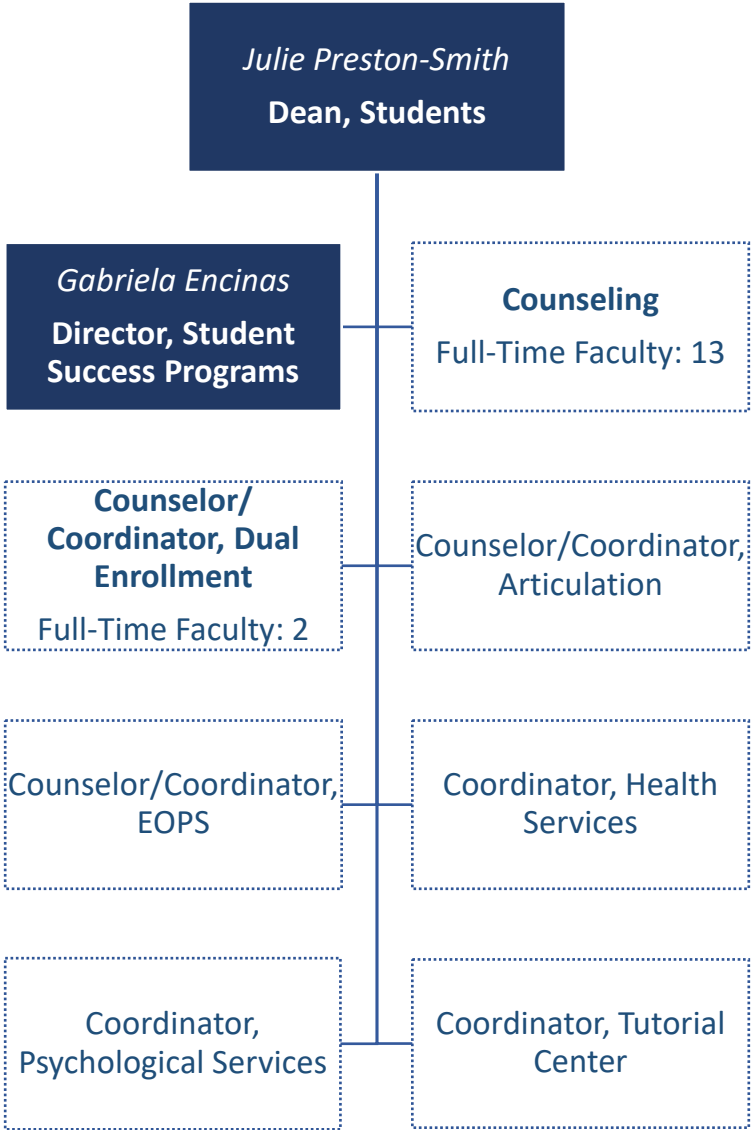 Julie Preston-Smith
Dean, Students
Gabriela Encinas
Director, Student
Success Programs
Counseling
Full-Time Faculty: 13
Counselor/
Coordinator, Dual
Enrollment
Full-Time Faculty: 2
Counselor/Coordinator,
Articulation
Counselor/Coordinator,
EOPS
Coordinator, Health
Services
Coordinator,
Psychological Services
Coordinator, Tutorial
Center